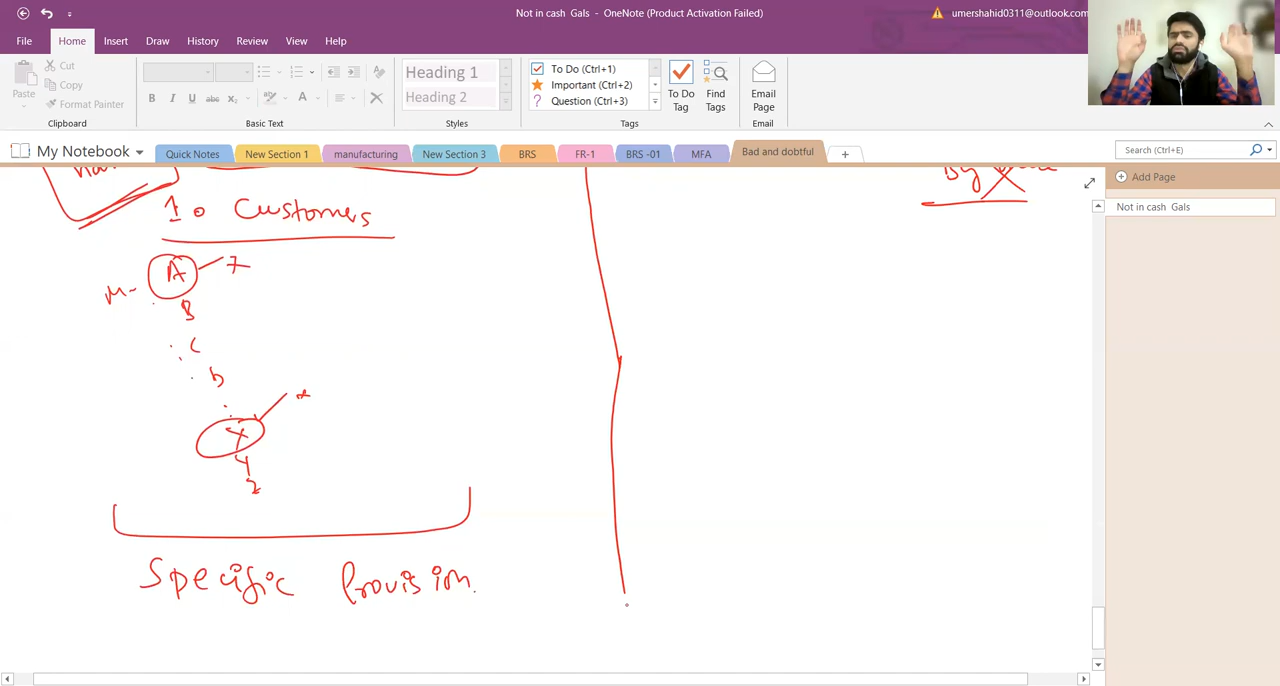 Not in cash Gals - OneNote (Product Activation Failed)
umershahid0311@outlook.com
File Home Insert Draw History Review View Help
Paste
Cut
Copy
Format Painter
Clipboard
B I U abc X₂ A
Basic Text
Heading 1
Heading 2
Styles
To Do (Ctrl+1)
Important (Ctrl+2)
Question (Ctrl+3)
To Do Tag
Find Tags
Tags
Email Page
Email
My Notebook
Quick Notes New Section 1 manufacturing New Section 3 BRS FR-1 BRS -01 MFA Bad and doubtful
Search (Ctrl+E)
Add Page
Not in cash Gals
By
1. Customers
A
B
C
D
X
Y
Z
Specific Provision